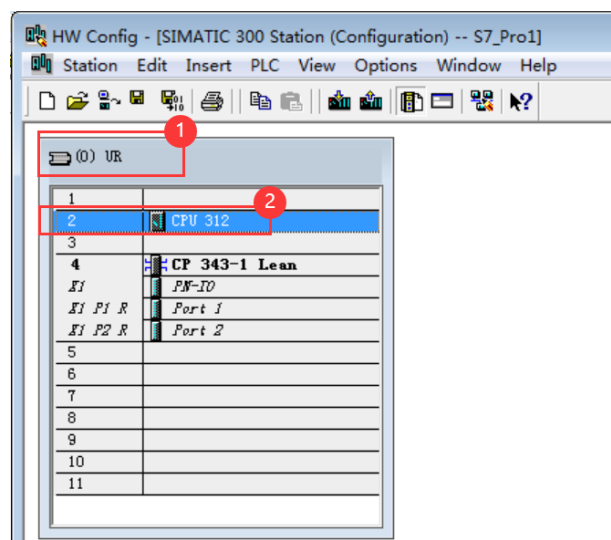 HW Config - [SIMATIC 300 Station (Configuration) -- S7_Pro1]
Station Edit Insert PLC View Options Window Help
1
(0) UR
1
2
2 CPU 312
3
4 CP 343-1 Lean
X1 PN-IO
X1 P1 R Port 1
X1 P2 R Port 2
5
6
7
8
9
10
11